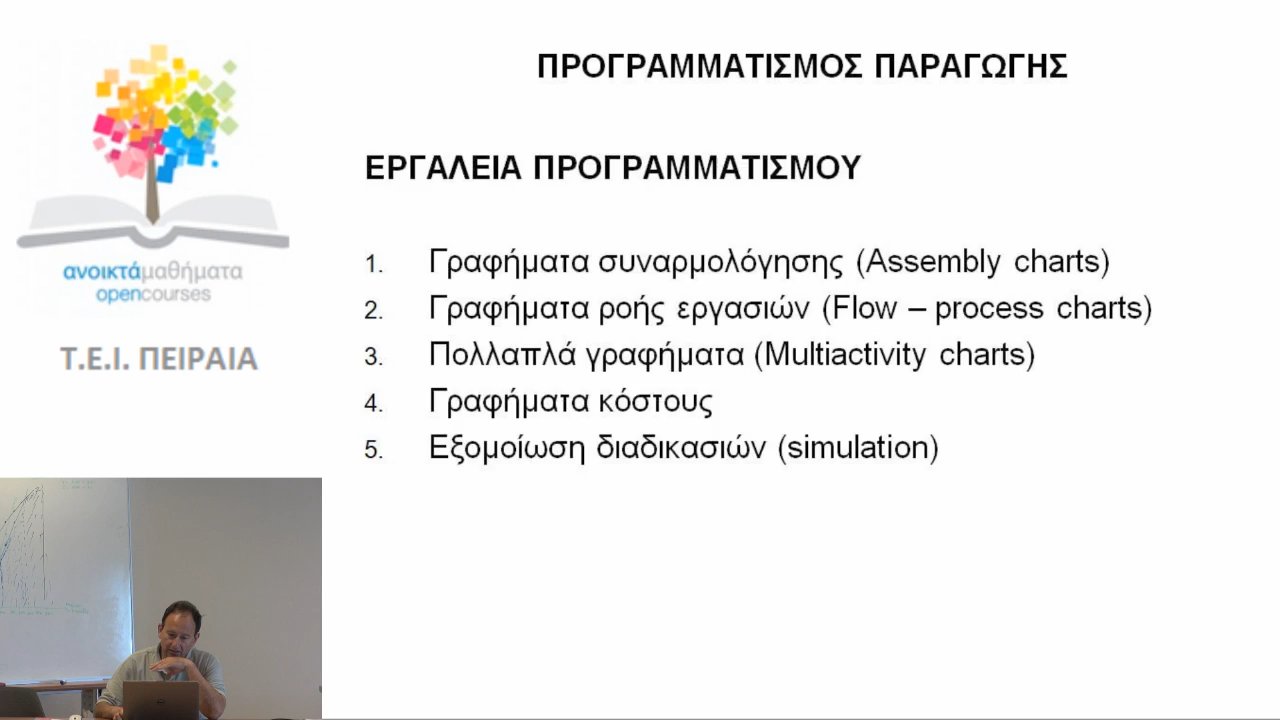 ΠΡΟΓΡΑΜΜΑΤΙΣΜΟΣ ΠΑΡΑΓΩΓΗΣ
ΕΡΓΑΛΕΙΑ ΠΡΟΓΡΑΜΜΑΤΙΣΜΟΥ
1. Γραφήματα συναρμολόγησης (Assembly charts)
2. Γραφήματα ροής εργασιών (Flow – process charts)
3. Πολλαπλά γραφήματα (Multiactivity charts)
4. Γραφήματα κόστους
5. Εξομοίωση διαδικασιών (simulation)
ανοικτάμαθήματα
opencourses
Τ.Ε.Ι. ΠΕΙΡΑΙΑ